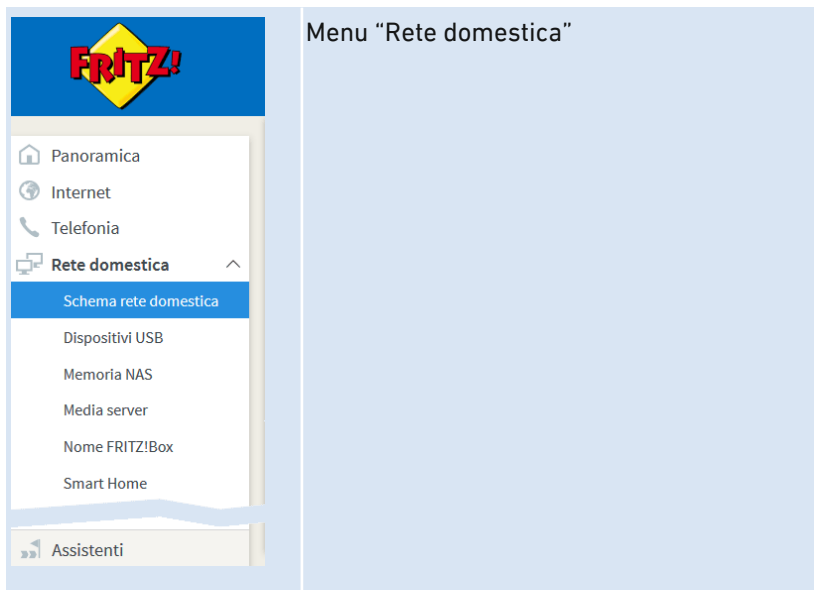 FRITZ!
Menu “Rete domestica”
Panoramica
Internet
Telefonia
Rete domestica
Schema rete domestica
Dispositivi USB
Memoria NAS
Media server
Nome FRITZ!Box
Smart Home
Assistenti